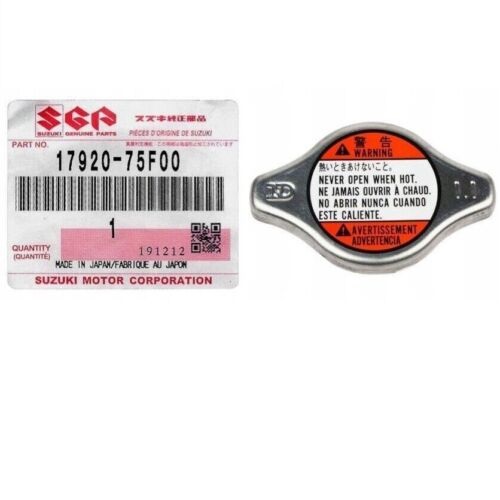 SGP
SUZUKI GENUINE PARTS
スズキ純正部品
PIÈCES D'ORIGINE DE SUZUKI
PART NO.
17920-75F00
1
QUANTITY
(QUANTITÉ)
191212
MADE IN JAPAN/FABRIQUE AU JAPON
SUZUKI MOTOR CORPORATION
警告
WARNING
熱いときあけないこと。
NEVER OPEN WHEN HOT.
NE JAMAIS OUVRIR À CHAUD.
NO ABRIR NUNCA CUANDO
ESTE CALIENTE.
AVERTISSEMENT
ADVERTENCIA
1.1